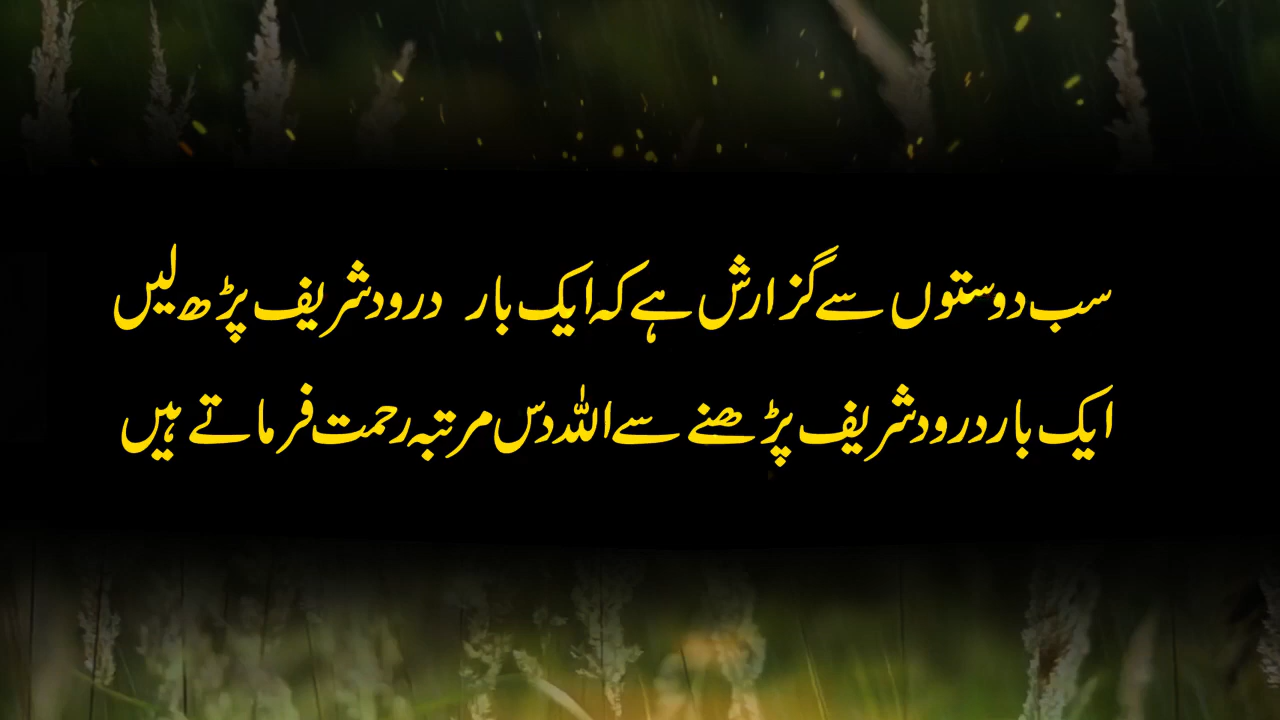 سب دوستوں سے گزارش ہے کہ ایک بار درود شریف پڑھ لیں
ایک بار درود شریف پڑھنے سے اللہ دس مرتبہ رحمت فرماتے ہیں